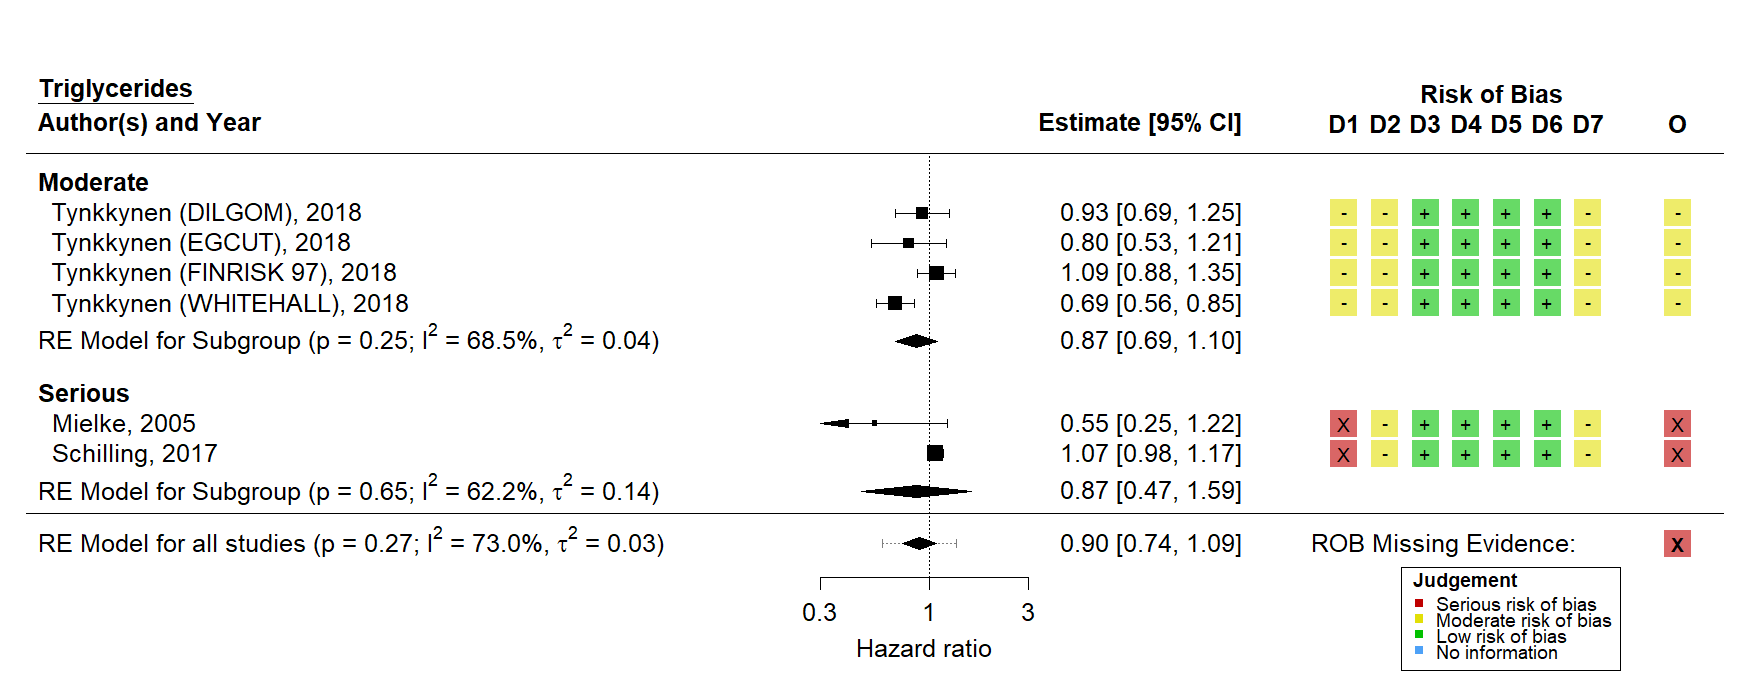 Triglycerides
Risk of Bias
Author(s) and Year Estimate [95% CI] D1 D2 D3 D4 D5 D6 D7 O
Moderate
Tynkkynen (DILGOM), 2018 0.93 [0.69, 1.25] - - + + + + - -
Tynkkynen (EGCUT), 2018 0.80 [0.53, 1.21] - - + + + + - -
Tynkkynen (FINRISK 97), 2018 1.09 [0.88, 1.35] - - + + + + - -
Tynkkynen (WHITEHALL), 2018 0.69 [0.56, 0.85] - - + + + + - -
RE Model for Subgroup (p = 0.25; I² = 68.5%, τ² = 0.04) 0.87 [0.69, 1.10]
Serious
Mielke, 2005 0.55 [0.25, 1.22] X - + + + + - X
Schilling, 2017 1.07 [0.98, 1.17] X - + + + + - X
RE Model for Subgroup (p = 0.65; I² = 62.2%, τ² = 0.14) 0.87 [0.47, 1.59]
RE Model for all studies (p = 0.27; I² = 73.0%, τ² = 0.03) 0.90 [0.74, 1.09] ROB Missing Evidence: X
0.3 1 3
Hazard ratio
Judgement
Serious risk of bias
Moderate risk of bias
Low risk of bias
No information